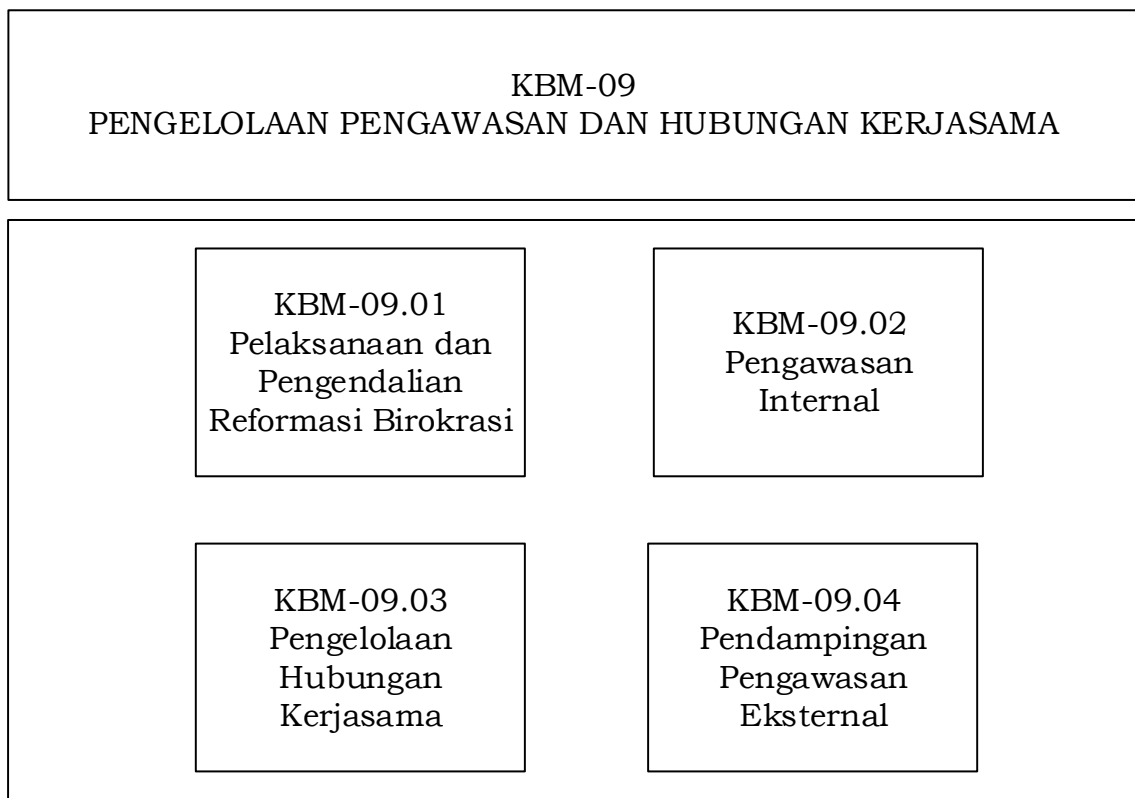 KBM-09
PENGELOLAAN PENGAWASAN DAN HUBUNGAN KERJASAMA
KBM-09.01
Pelaksanaan dan
Pengendalian
Reformasi Birokrasi
KBM-09.02
Pengawasan
Internal
KBM-09.03
Pengelolaan
Hubungan
Kerjasama
KBM-09.04
Pendampingan
Pengawasan
Eksternal